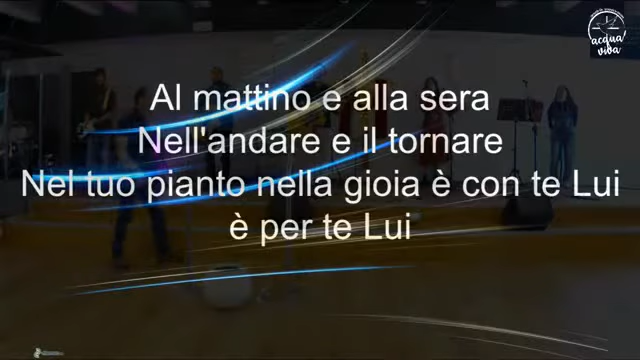 acqua
viva
Al mattino e alla sera
Nell'andare e il tornare
Nel tuo pianto nella gioia è con te Lui
è per te Lui